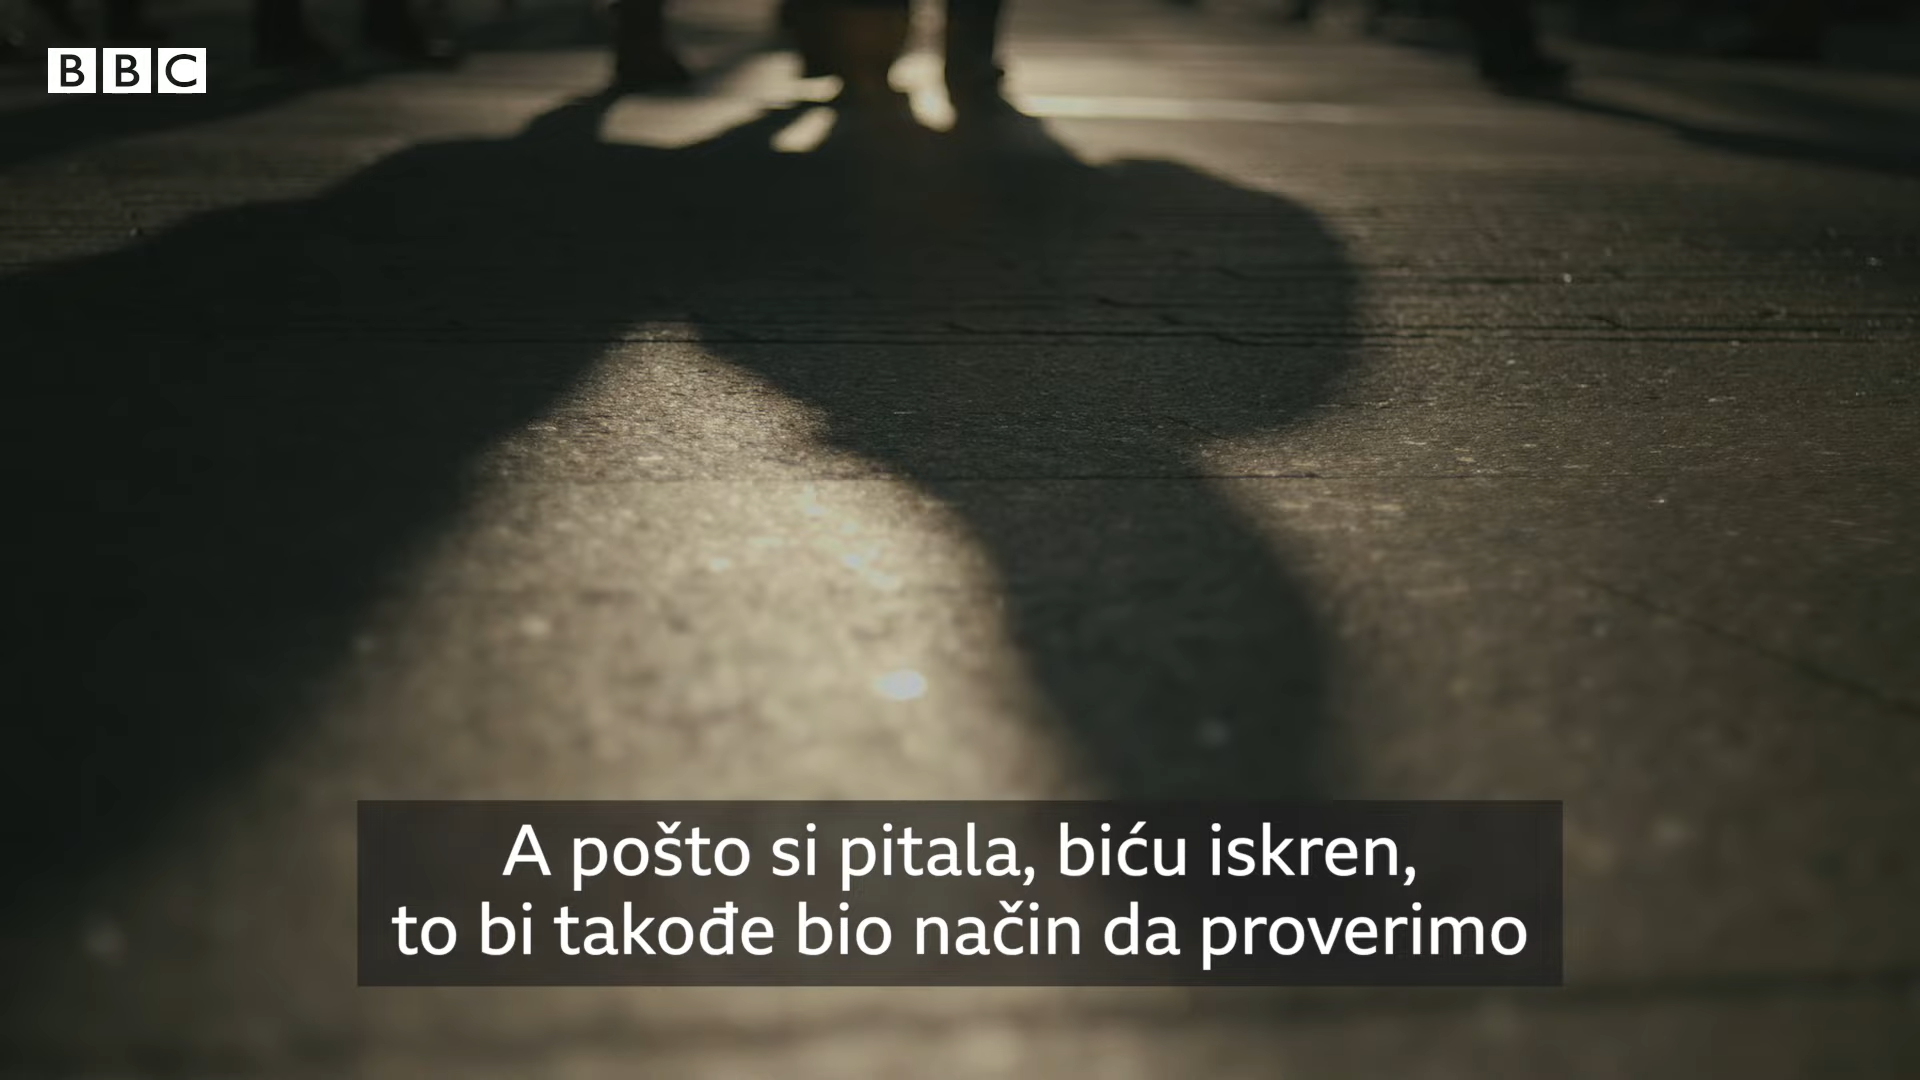 BBC
A pošto si pitala, biću iskren,
to bi takođe bio način da proverimo